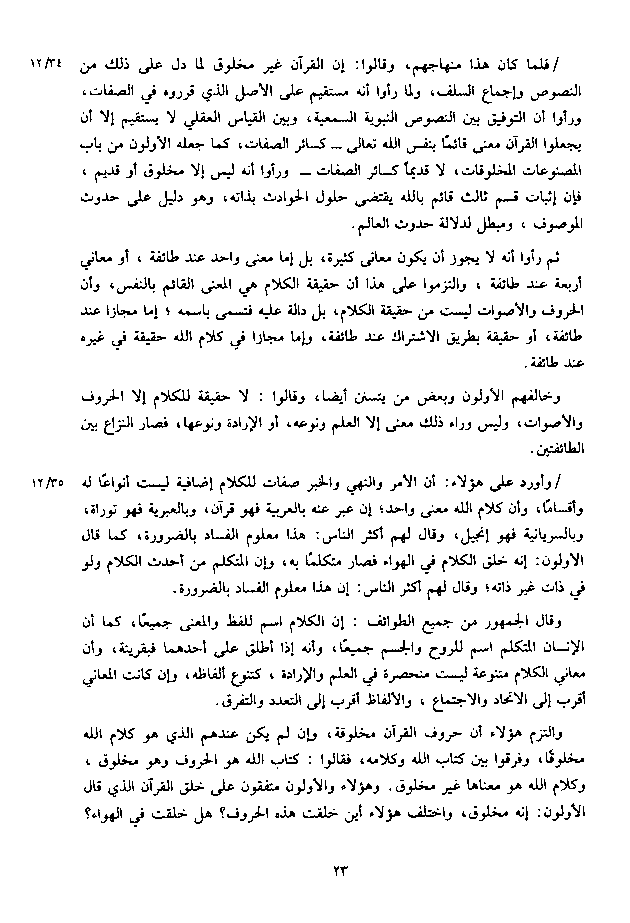 / فلما كان هذا منهاجهم، وقالوا: إن القرآن غير مخلوق لما دل على ذلك من ١٢/٣٤
النصوص وإجماع السلف، ولما رأوا أنه مستقيم على الأصل الذي قرروه في الصفات،
ورأوا أن التوفيق بين النصوص النبوية السمعية، وبين القياس العقلي لا يستقيم إلا أن
يجعلوا القرآن معنى قائمًا بنفس الله تعالى ــ كسائر الصفات، كما جعله الأولون من باب
المصنوعات المخلوقات، لا قديمًا كسائر الصفات ــ ورأوا أنه ليس إلا مخلوق أو قديم ،
فإن إثبات قسم ثالث قائم بالله يقتضى حلول الحوادث بذاته، وهو دليل على حدوث
الموصوف ، ومبطل لدلالة حدوث العالم.
ثم رأوا أنه لا يجوز أن يكون معانى كثيرة، بل إما معنى واحد عند طائفة ، أو معاني
أربعة عند طائفة ، والتزموا على هذا أن حقيقة الكلام هي المعنى القائم بالنفس، وأن
الحروف والأصوات ليست من حقيقة الكلام، بل دالة عليه فتسمى باسمه ؛ إما مجازا عند
طائفة، أو حقيقة بطريق الاشتراك عند طائفة، وإما مجازا في كلام الله حقيقة في غيره
عند طائفة.
وخالفهم الأولون وبعض من يتسنن أيضا، وقالوا : لا حقيقة للكلام إلا الحروف
والأصوات، وليس وراء ذلك معنى إلا العلم ونوعه، أو الإرادة ونوعها، فصار النزاع بين
الطائفتين.
/ وأورد على هؤلاء: أن الأمر والنهي والخبر صفات للكلام إضافية ليست أنواعًا له ١٢/٣٥
وأقسامًا، وأن كلام الله معنى واحد؛ إن عبر عنه بالعربية فهو قرآن، وبالعبرية فهو توراة،
وبالسريانية فهو إنجيل، وقال لهم أكثر الناس: هذا معلوم الفساد بالضرورة، كما قال
الأولون: إنه خلق الكلام في الهواء فصار متكلمًا به، وإن المتكلم من أحدث الكلام ولو
في ذات غير ذاته؛ وقال لهم أكثر الناس: إن هذا معلوم الفساد بالضرورة.
وقال الجمهور من جميع الطوائف : إن الكلام اسم للفظ والمعنى جميعًا، كما أن
الإنسان المتكلم اسم للروح والجسم جميعًا، وأنه إذا أطلق على أحدهما فبقرينة، وأن
معاني الكلام متنوعة ليست منحصرة في العلم والإرادة ، كتنوع ألفاظه، وإن كانت المعاني
أقرب إلى الاتحاد والاجتماع ، والألفاظ أقرب إلى التعدد والتفرق.
والتزم هؤلاء أن حروف القرآن مخلوقة، وإن لم يكن عندهم الذي هو كلام الله
مخلوقًا، وفرقوا بين كتاب الله وكلامه، فقالوا : كتاب الله هو الحروف وهو مخلوق ،
وكلام الله هو معناها غير مخلوق. وهؤلاء والأولون متفقون على خلق القرآن الذي قال
الأولون: إنه مخلوق، واختلف هؤلاء أين خلقت هذه الحروف؟ هل خلقت في الهواء؟
٢٣